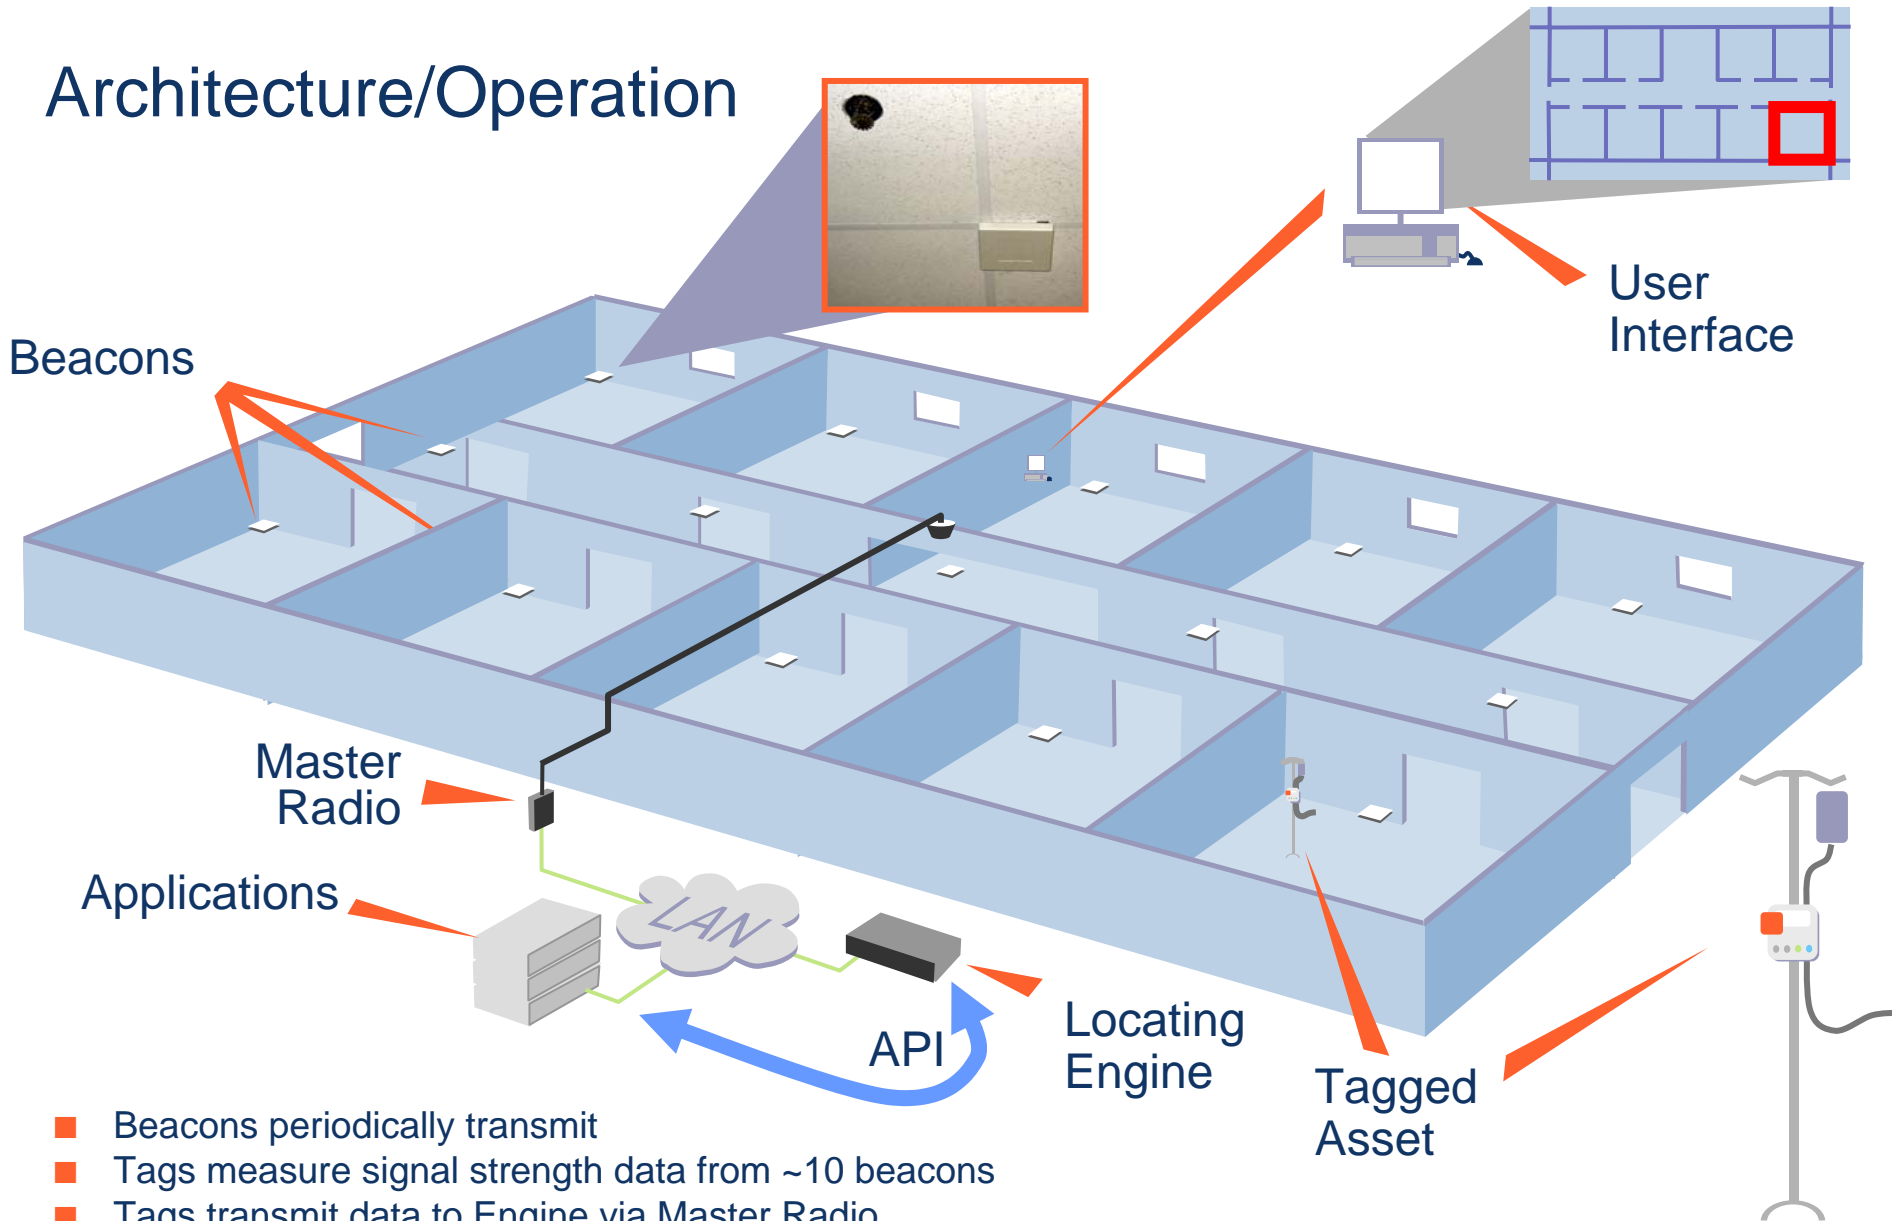 Architecture/Operation
User
Interface
Beacons
Master
Radio
Applications
LAN
API
Locating
Engine
Tagged
Asset
Beacons periodically transmit
Tags measure signal strength data from ~10 beacons
Tags transmit data to Engine via Master Radio